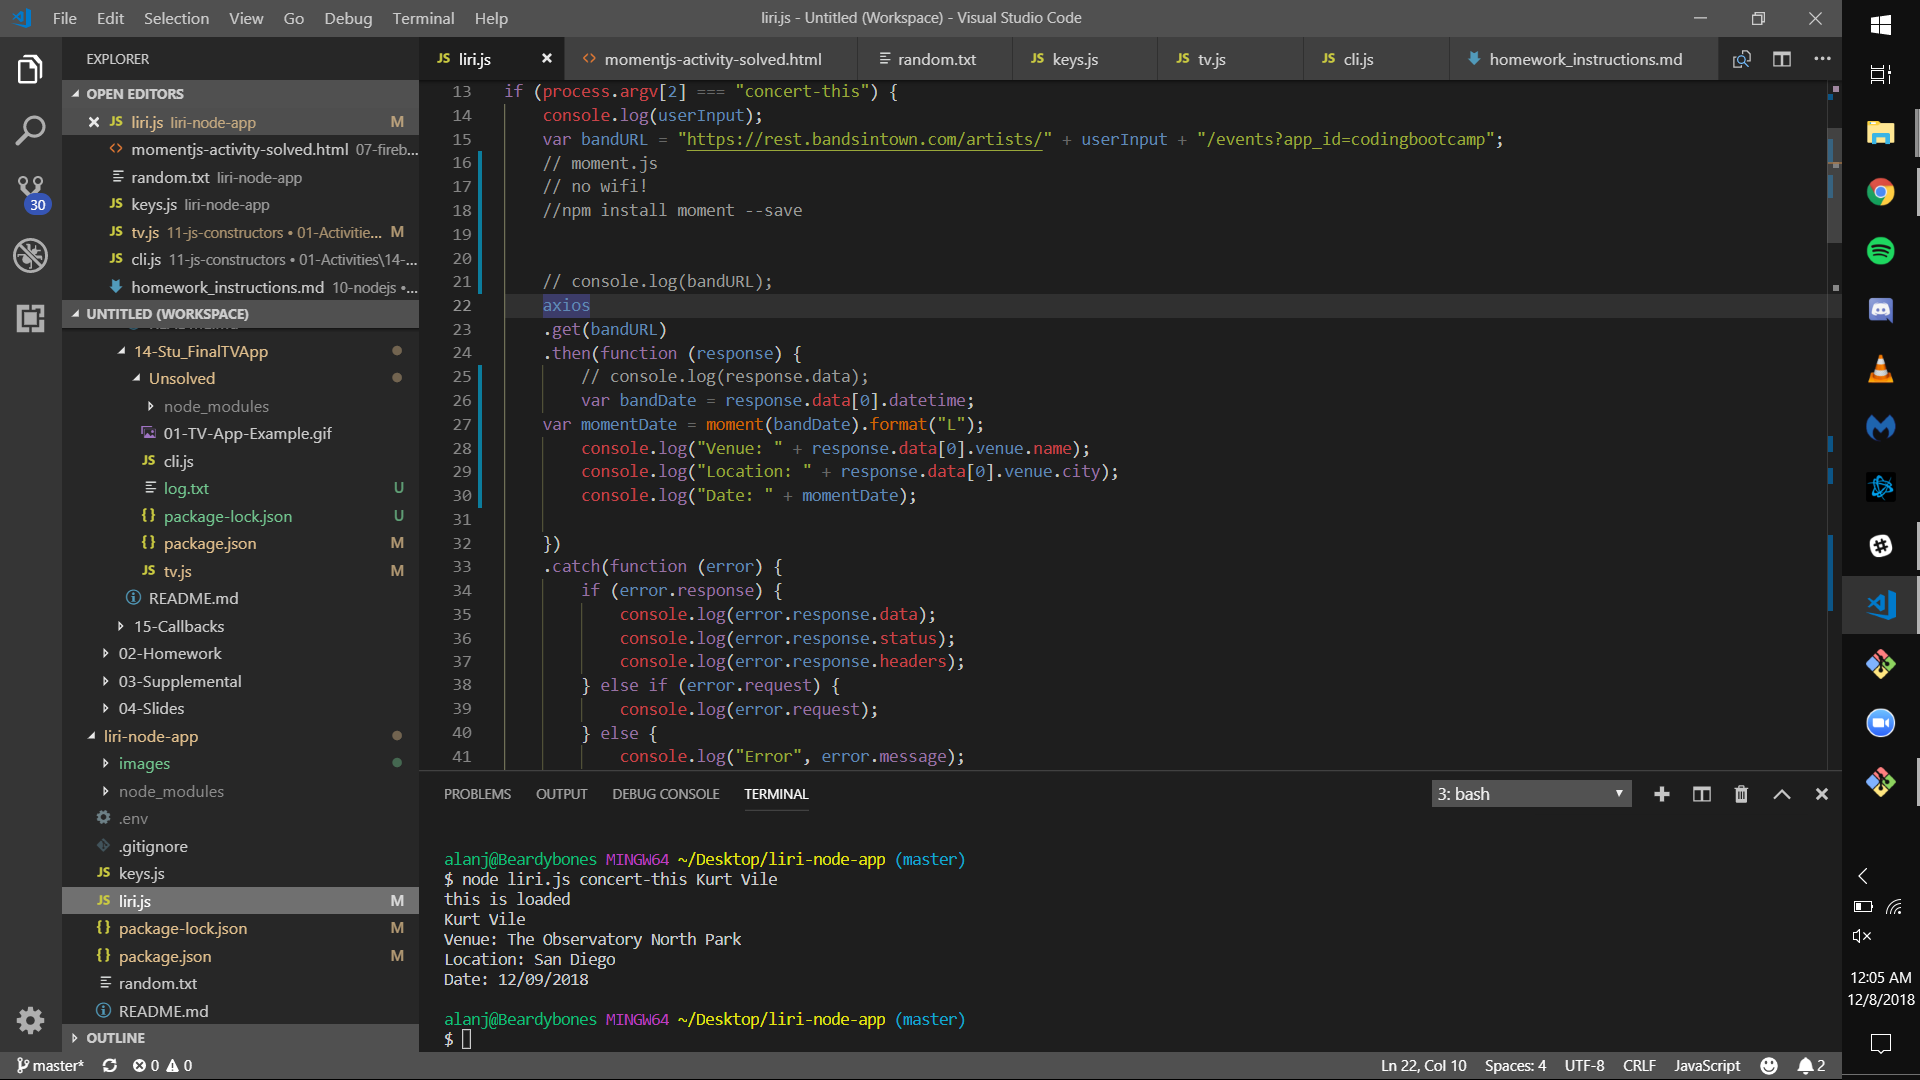 File Edit Selection View Go Debug Terminal Help
liri.js - Untitled (Workspace) - Visual Studio Code
EXPLORER
OPEN EDITORS
JS liri.js liri-node-app M
<> momentjs-activity-solved.html 07-fireb...
random.txt liri-node-app
JS keys.js liri-node-app
JS tv.js 11-js-constructors • 01-Activitie... M
JS cli.js 11-js-constructors • 01-Activities\14-...
homework_instructions.md 10-nodejs •...
UNTITLED (WORKSPACE)
14-Stu_FinalTVApp
Unsolved
node_modules
01-TV-App-Example.gif
JS cli.js
log.txt U
{} package-lock.json U
{} package.json M
JS tv.js M
README.md
15-Callbacks
02-Homework
03-Supplemental
04-Slides
liri-node-app
images
node_modules
.env
.gitignore
JS keys.js
JS liri.js M
{} package-lock.json M
{} package.json M
random.txt
README.md
OUTLINE
30
JS liri.js
<> momentjs-activity-solved.html
random.txt
JS keys.js
JS tv.js
JS cli.js
homework_instructions.md
13 if (process.argv[2] === "concert-this") {
14 console.log(userInput);
15 var bandURL = "https://rest.bandsintown.com/artists/" + userInput + "/events?app_id=codingbootcamp";
16 // moment.js
17 // no wifi!
18 //npm install moment --save
19
20
21 // console.log(bandURL);
22 axios
23 .get(bandURL)
24 .then(function (response) {
25 // console.log(response.data);
26 var bandDate = response.data[0].datetime;
27 var momentDate = moment(bandDate).format("L");
28 console.log("Venue: " + response.data[0].venue.name);
29 console.log("Location: " + response.data[0].venue.city);
30 console.log("Date: " + momentDate);
31
32 })
33 .catch(function (error) {
34 if (error.response) {
35 console.log(error.response.data);
36 console.log(error.response.status);
37 console.log(error.response.headers);
38 } else if (error.request) {
39 console.log(error.request);
40 } else {
41 console.log("Error", error.message);
PROBLEMS OUTPUT DEBUG CONSOLE TERMINAL
3: bash
alanj@Beardybones MINGW64 ~/Desktop/liri-node-app (master)
$ node liri.js concert-this Kurt Vile
this is loaded
Kurt Vile
Venue: The Observatory North Park
Location: San Diego
Date: 12/09/2018
alanj@Beardybones MINGW64 ~/Desktop/liri-node-app (master)
$
master* 0 0
Ln 22, Col 10 Spaces: 4 UTF-8 CRLF JavaScript 2
12:05 AM
12/8/2018